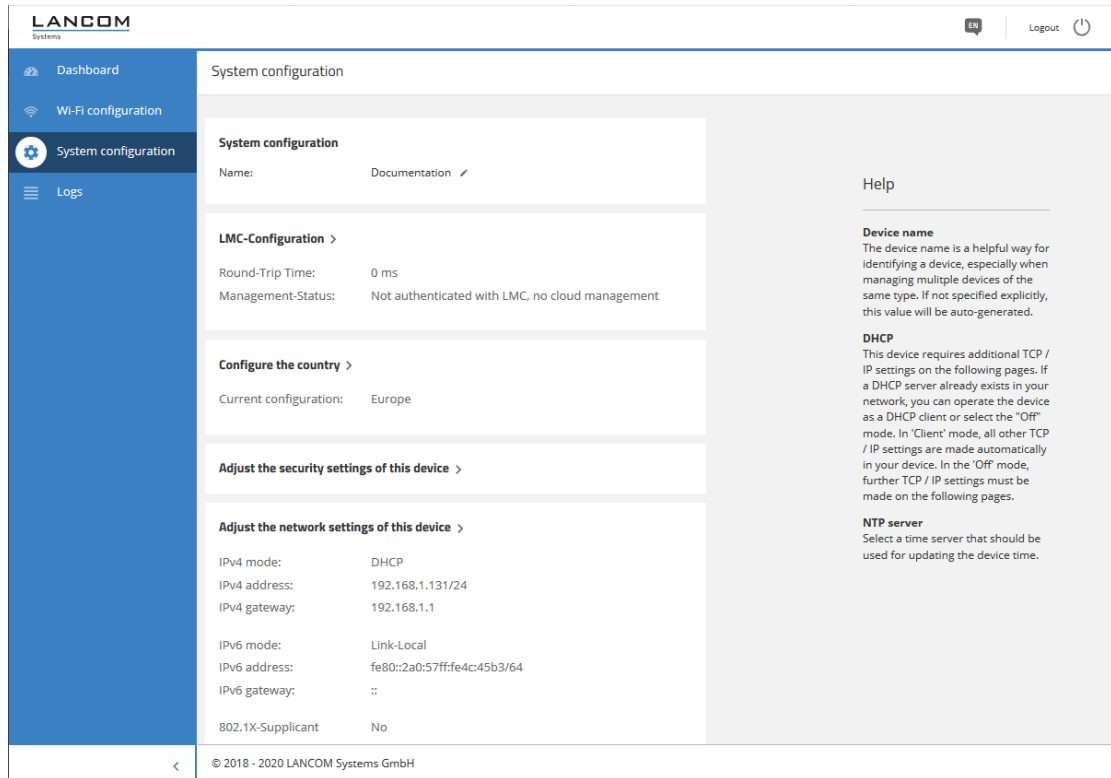 LANCOM
Systems
EN
Logout
Dashboard
Wi-Fi configuration
System configuration
Logs
System configuration
System configuration
Name: Documentation
LMC-Configuration >
Round-Trip Time: 0 ms
Management-Status: Not authenticated with LMC, no cloud management
Configure the country >
Current configuration: Europe
Adjust the security settings of this device >
Adjust the network settings of this device >
IPv4 mode: DHCP
IPv4 address: 192.168.1.131/24
IPv4 gateway: 192.168.1.1
IPv6 mode: Link-Local
IPv6 address: fe80::2a0:57ff:fe4c:45b3/64
IPv6 gateway: ::
802.1X-Supplicant No
Help
Device name
The device name is a helpful way for
identifying a device, especially when
managing mulitple devices of the
same type. If not specified explicitly,
this value will be auto-generated.
DHCP
This device requires additional TCP /
IP settings on the following pages. If
a DHCP server already exists in your
network, you can operate the device
as a DHCP client or select the "Off"
mode. In 'Client' mode, all other TCP
/ IP settings are made automatically
in your device. In the 'Off' mode,
further TCP / IP settings must be
made on the following pages.
NTP server
Select a time server that should be
used for updating the device time.
<
© 2018 - 2020 LANCOM Systems GmbH